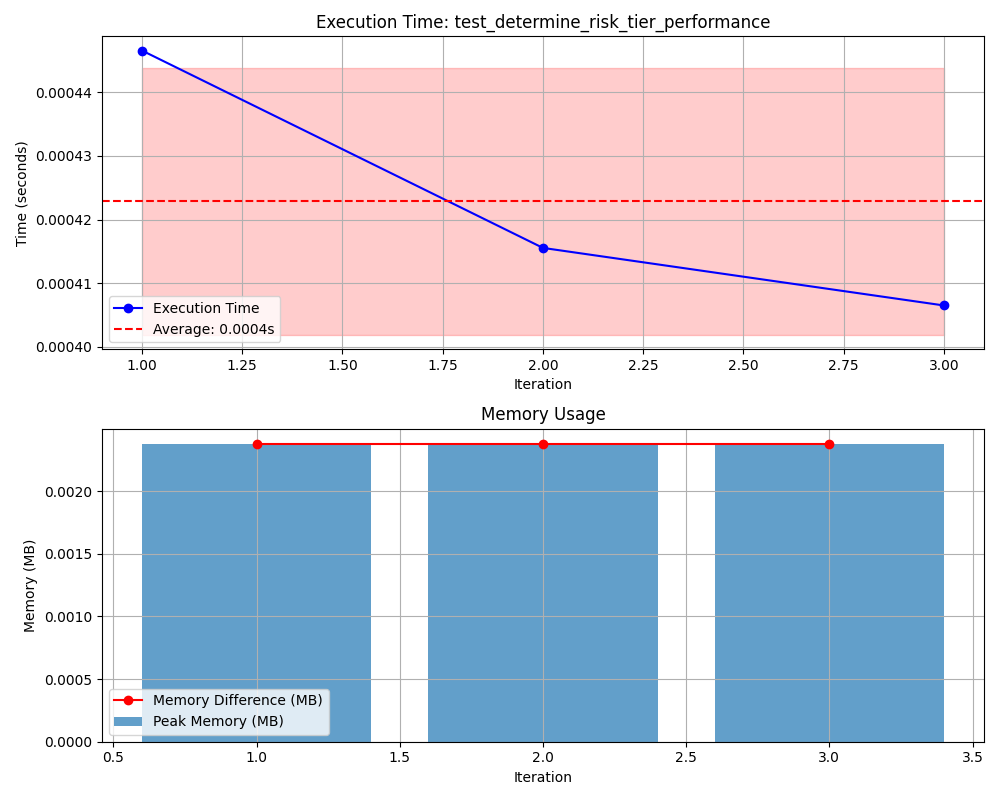 Execution Time: test_determine_risk_tier_performance
Time (seconds)
0.00044
0.00043
0.00042
0.00041
0.00040
Execution Time
Average: 0.0004s
1.00 1.25 1.50 1.75 2.00 2.25 2.50 2.75 3.00
Iteration
Memory Usage
Memory (MB)
0.0020
0.0015
0.0010
0.0005
0.0000
Memory Difference (MB)
Peak Memory (MB)
0.5 1.0 1.5 2.0 2.5 3.0 3.5
Iteration